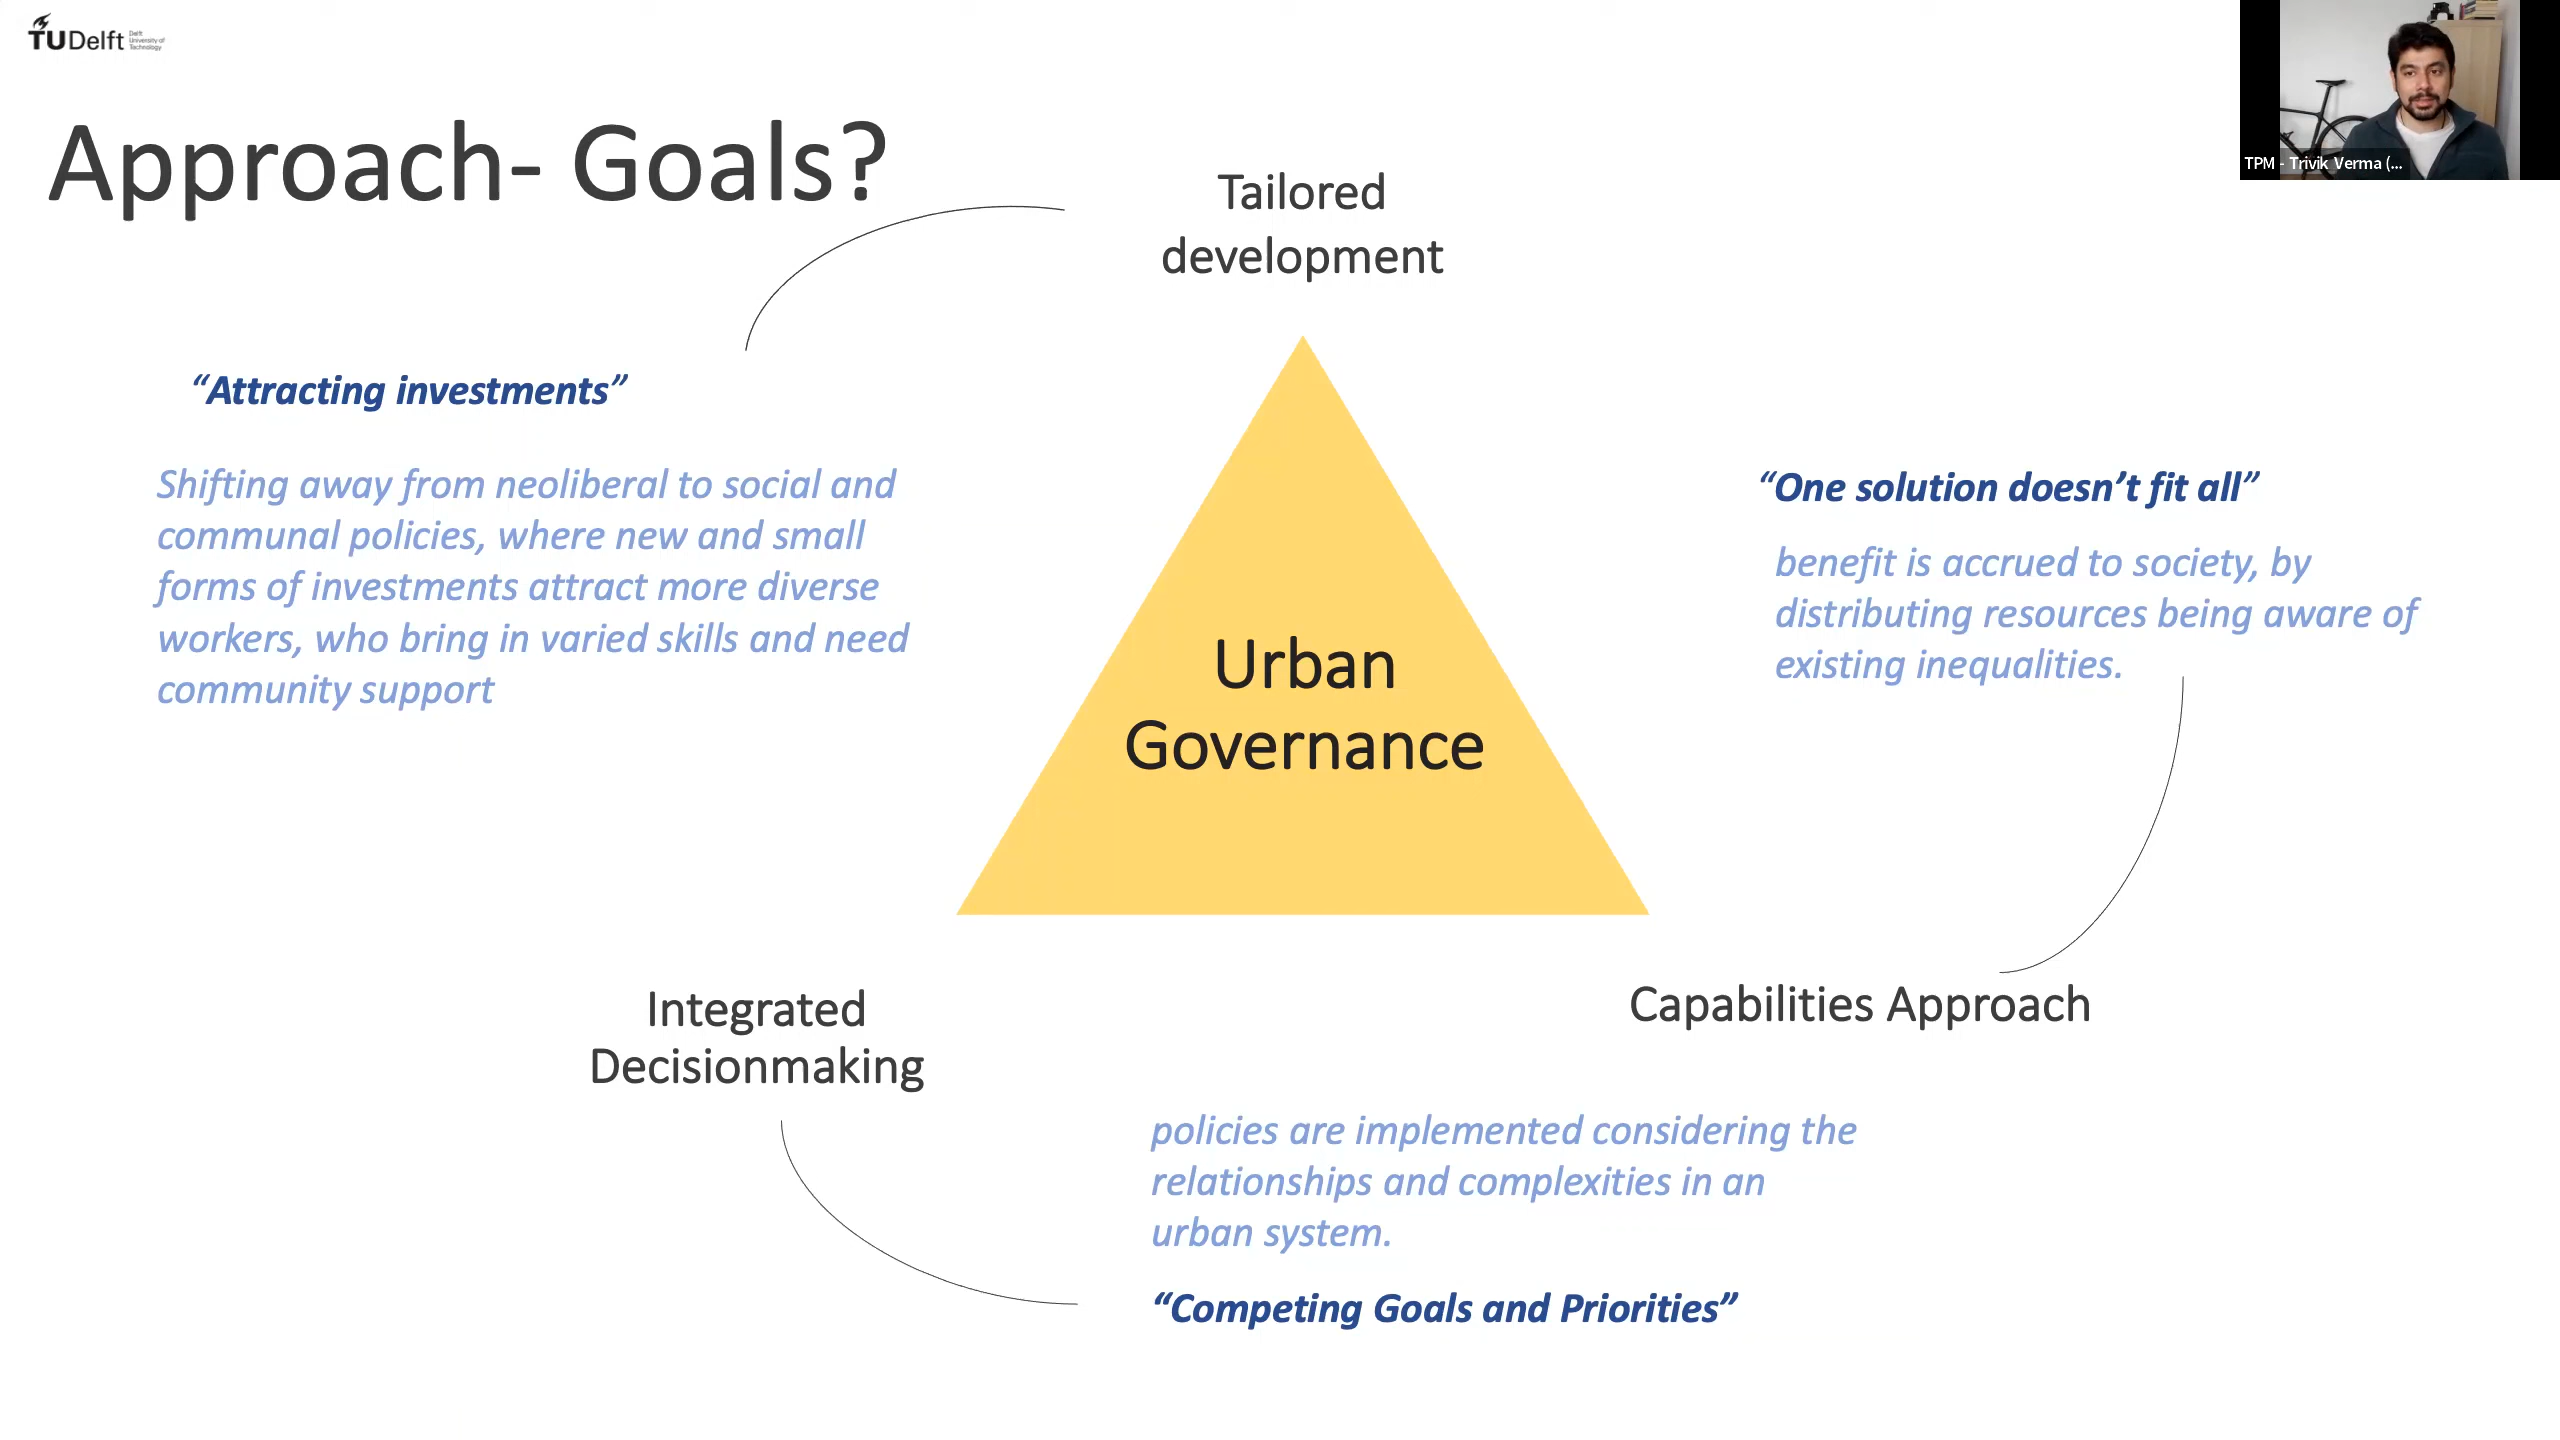 TUDelft
Delft
University of
Technology
TPM - Trivik Verma (...
Approach- Goals?
Tailored
development
“Attracting investments”
Shifting away from neoliberal to social and
communal policies, where new and small
forms of investments attract more diverse
workers, who bring in varied skills and need
community support
“One solution doesn’t fit all”
benefit is accrued to society, by
distributing resources being aware of
existing inequalities.
Urban
Governance
Integrated
Decisionmaking
Capabilities Approach
policies are implemented considering the
relationships and complexities in an
urban system.
“Competing Goals and Priorities”